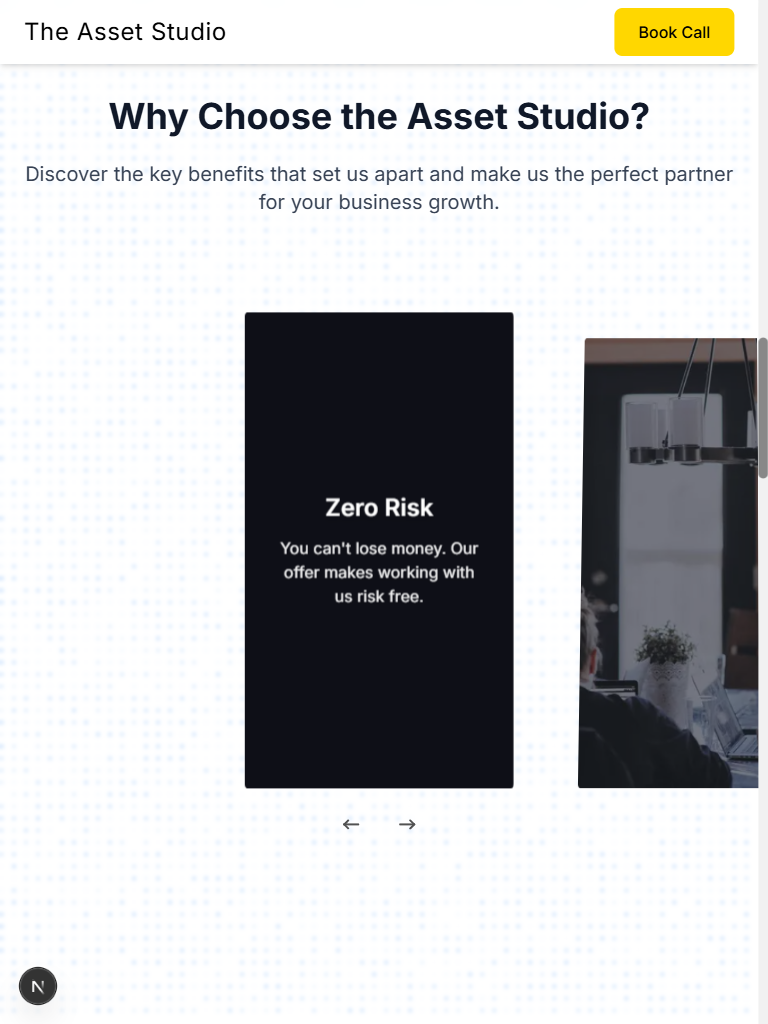 The Asset Studio
Book Call
Why Choose the Asset Studio?
Discover the key benefits that set us apart and make us the perfect partner
for your business growth.
Zero Risk
You can't lose money. Our
offer makes working with
us risk free.
N